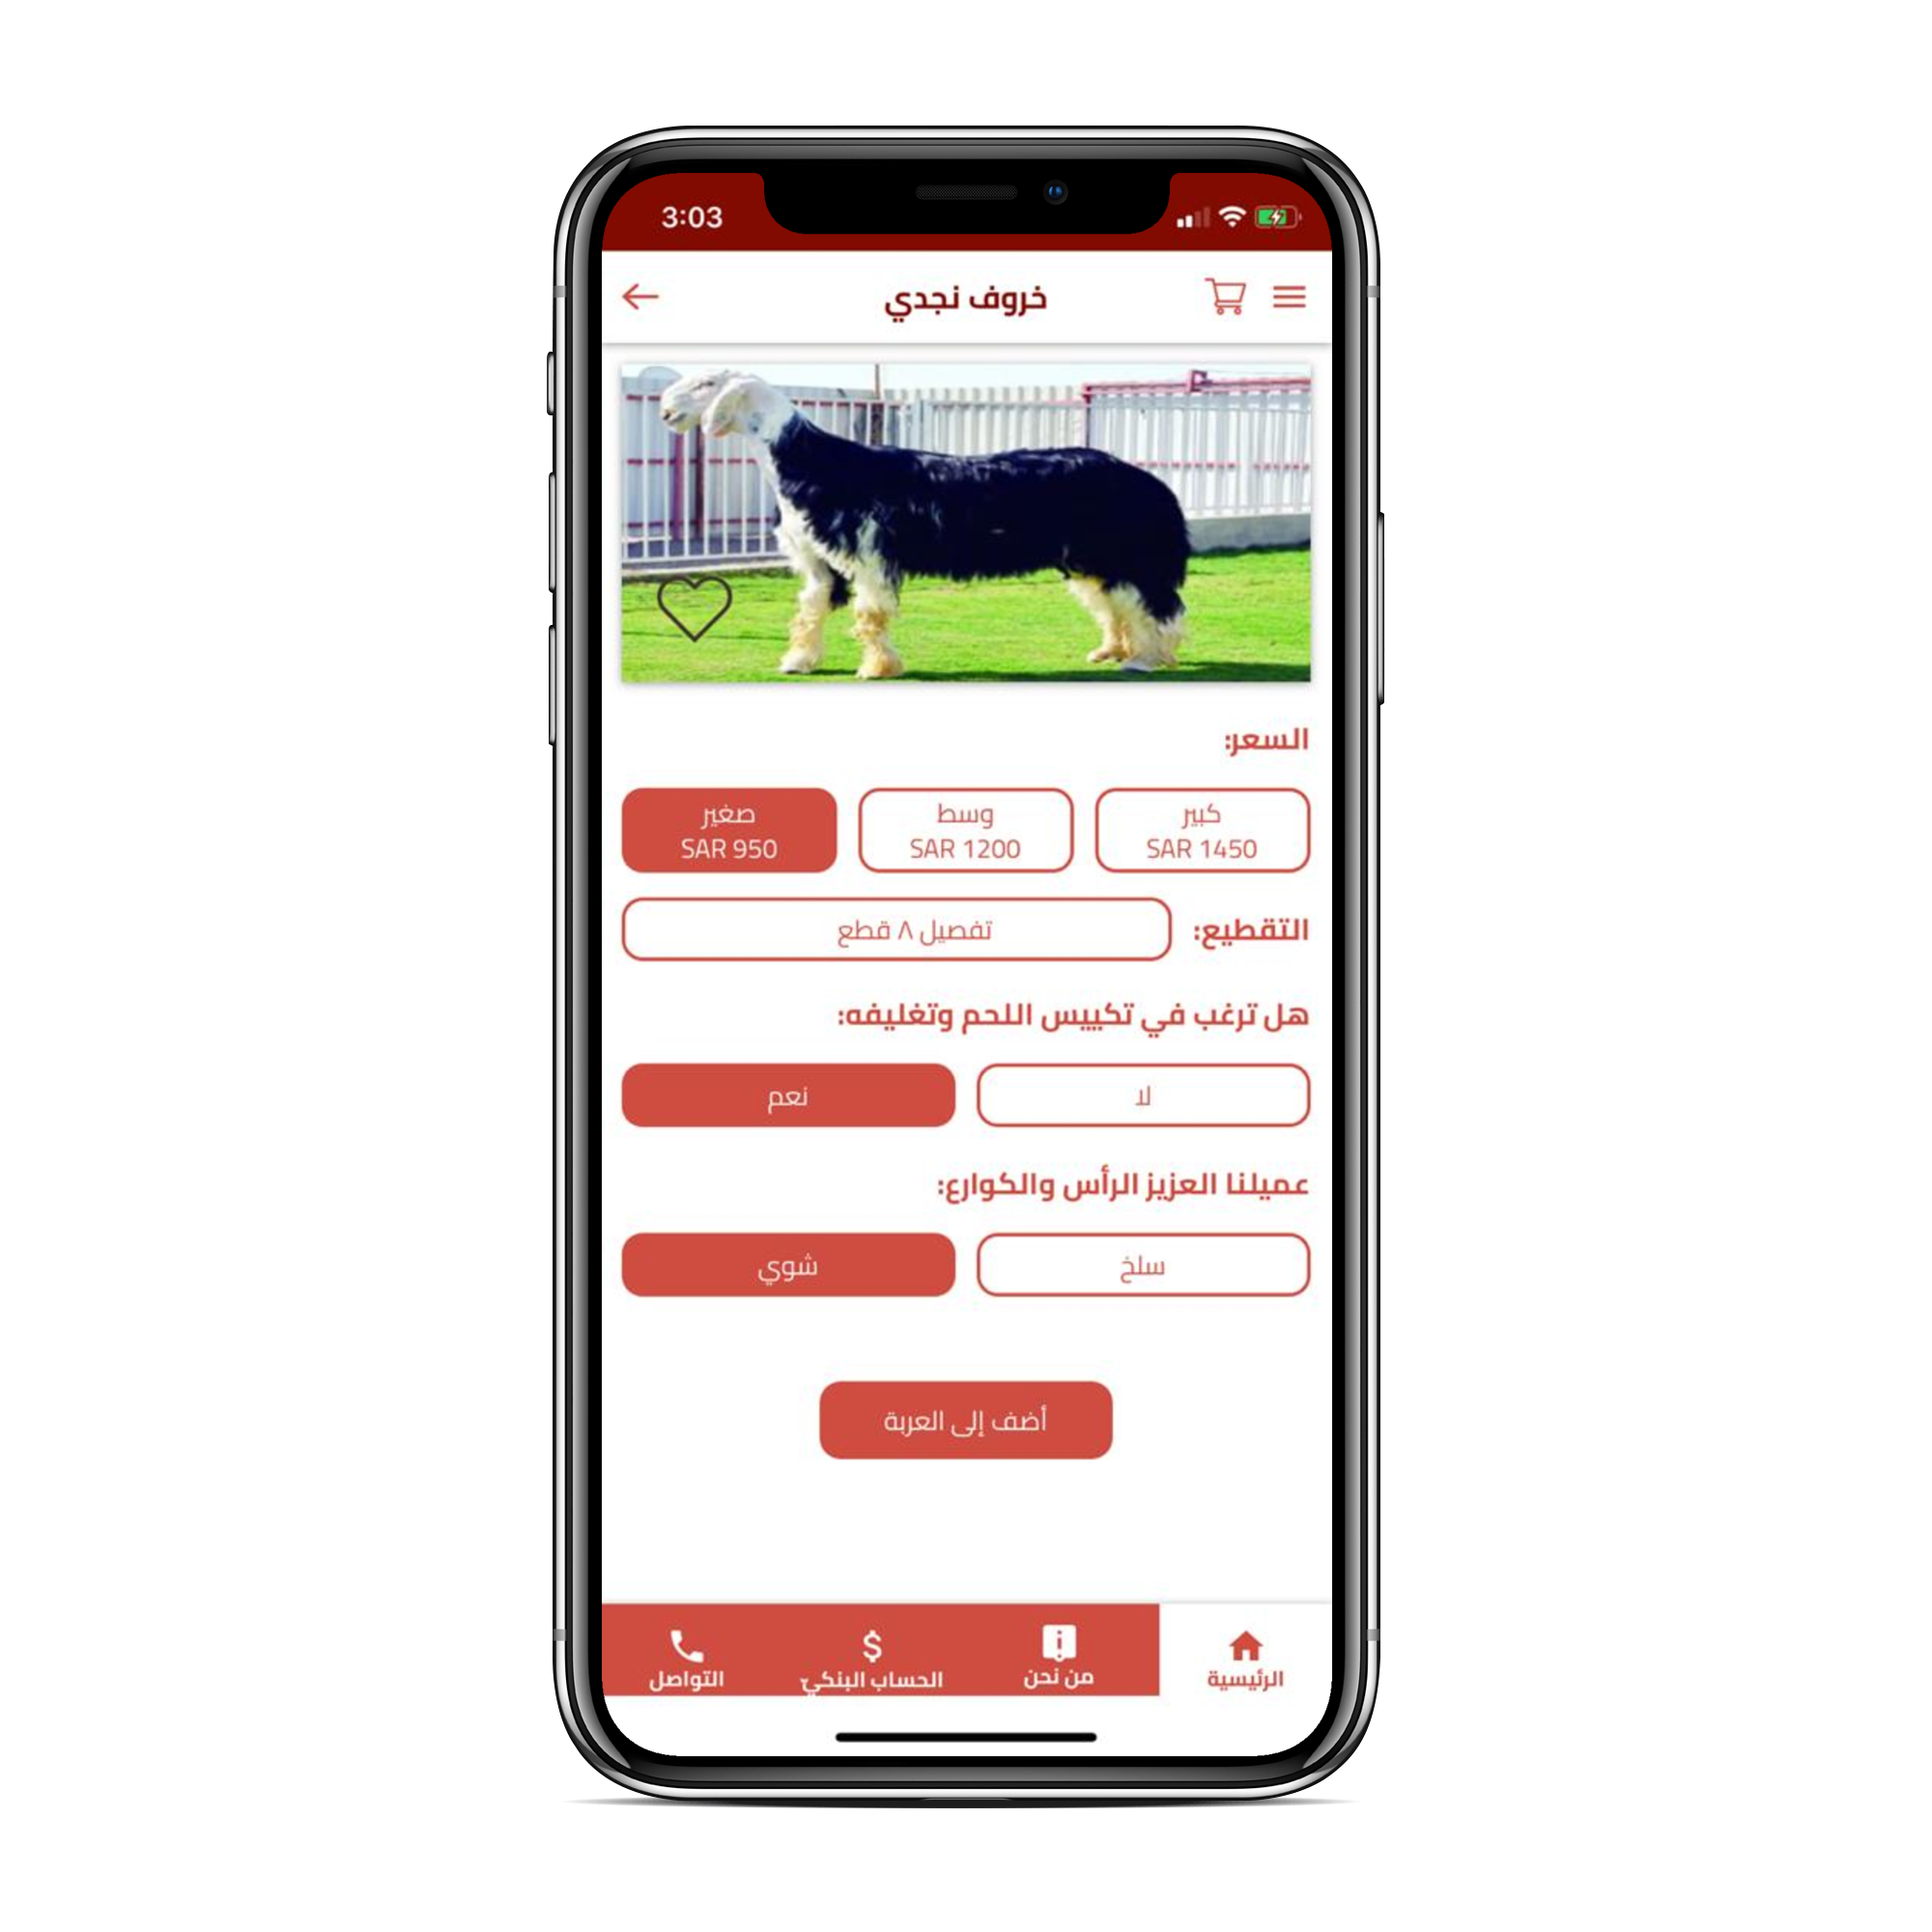 3:03
خروف نجدي
السعر:
كبير
SAR 1450
وسط
SAR 1200
صغير
SAR 950
التقطيع:
تفصيل ٨ قطع
هل ترغب في تكييس اللحم وتغليفه:
لا
نعم
عميلنا العزيز الرأس والكوارع:
سلخ
شوي
أضف إلى العربة
الرئيسية
من نحن
الحساب البنكي
التواصل